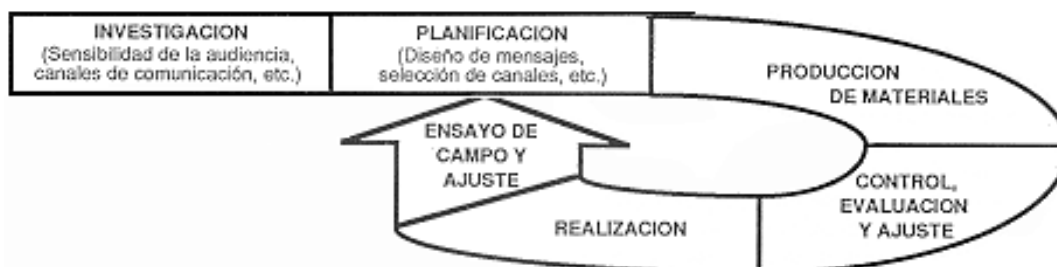 INVESTIGACION
(Sensibilidad de la audiencia,
canales de comunicación, etc.)
PLANIFICACION
(Diseño de mensajes,
selección de canales, etc.)
PRODUCCION
DE MATERIALES
CONTROL,
EVALUACION
Y AJUSTE
REALIZACION
ENSAYO DE
CAMPO Y
AJUSTE